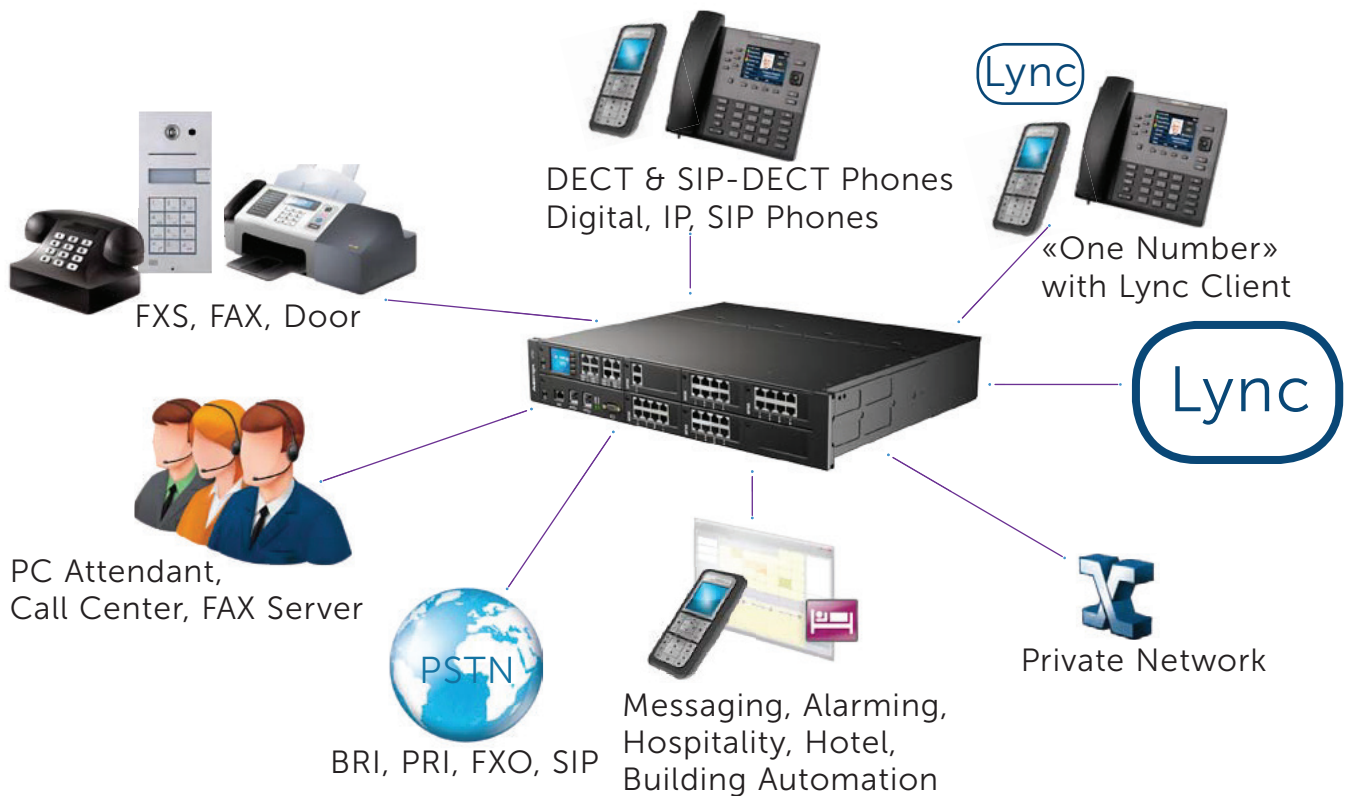 Lync
DECT & SIP-DECT Phones
Digital, IP, SIP Phones
«One Number»
with Lync Client
FXS, FAX, Door
Lync
PC Attendant,
Call Center, FAX Server
PSTN
BRI, PRI, FXO, SIP
Messaging, Alarming,
Hospitality, Hotel,
Building Automation
Private Network